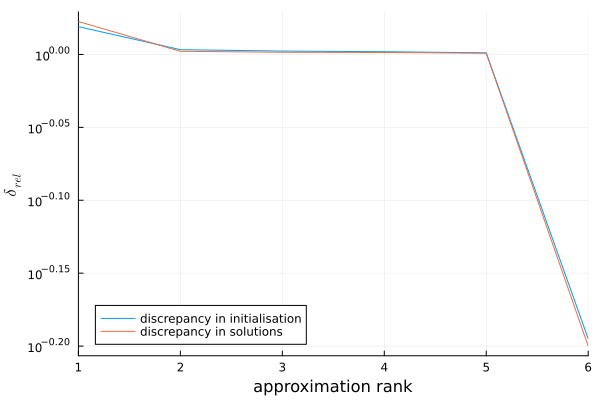 10^0.00
10^−0.05
10^−0.10
10^−0.15
10^−0.20
δ_rel
discrepancy in initialisation
discrepancy in solutions
1 2 3 4 5 6
approximation rank